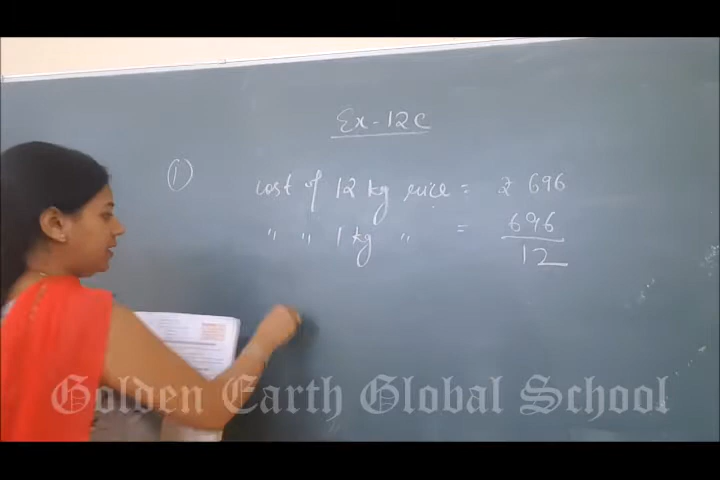 Ex-12C
① cost of 12 kg rice = ₹ 696
" " 1 kg " = 696
12
Golden Earth Global School